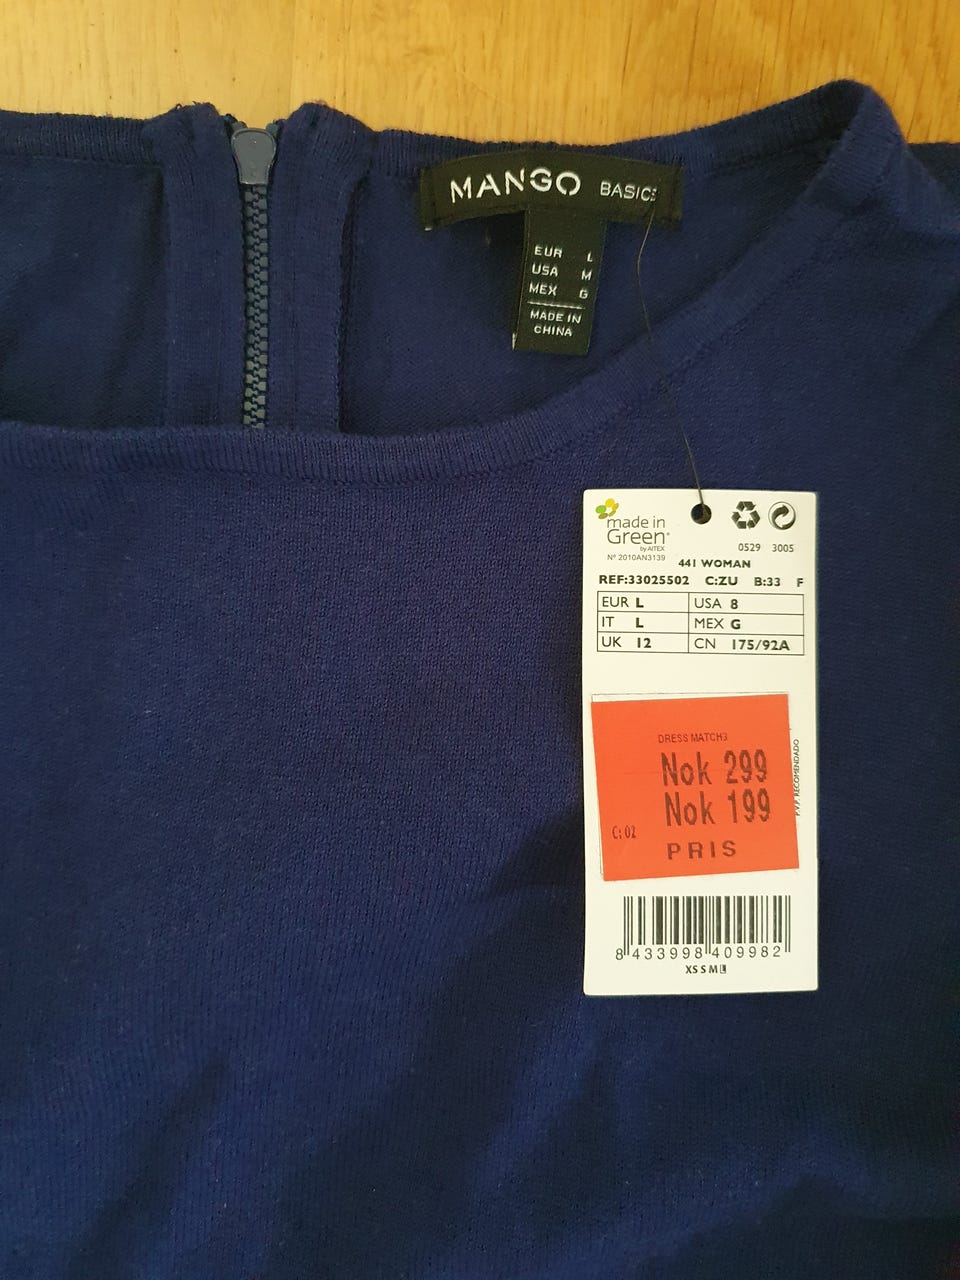 MANGO BASICS
EUR L
USA M
MEX G
MADE IN
CHINA
made in
Green®
by AITEX
Nº 2010AN3139
0529 3005
441 WOMAN
REF:33025502 C:ZU B:33 F
EUR L USA 8
IT L MEX G
UK 12 CN 175/92A
DRESS MATCH3
Nok 299
Nok 199
C: 02
PRIS
P.V.P. RECOMENDADO
8 433998 409982
XS S M L